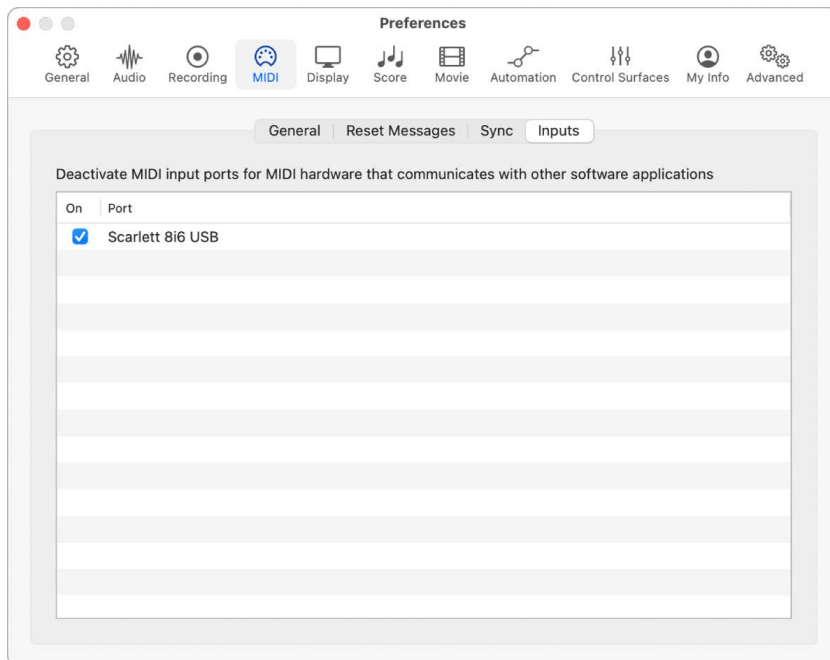 Preferences
General Audio Recording MIDI Display Score Movie Automation Control Surfaces My Info Advanced
General Reset Messages Sync Inputs
Deactivate MIDI input ports for MIDI hardware that communicates with other software applications
On Port
Scarlett 8i6 USB